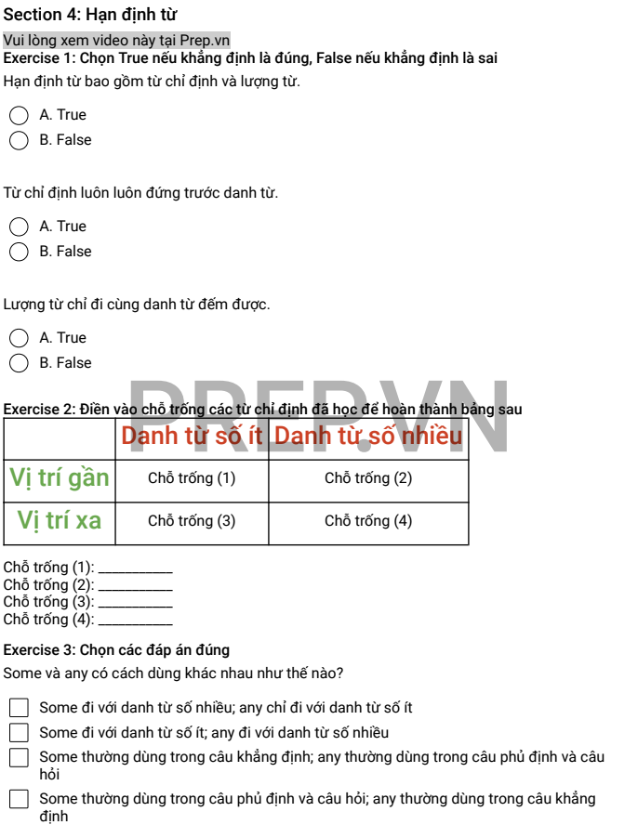 Section 4: Hạn định từ
Vui lòng xem video này tại Prep.vn
Exercise 1: Chọn True nếu khẳng định là đúng, False nếu khẳng định là sai
Hạn định từ bao gồm từ chỉ định và lượng từ.
A. True
B. False
Từ chỉ định luôn luôn đứng trước danh từ.
A. True
B. False
Lượng từ chỉ đi cùng danh từ đếm được.
A. True
B. False
PREP.VN
Exercise 2: Điền vào chỗ trống các từ chỉ định đã học để hoàn thành bảng sau
Danh từ số ít Danh từ số nhiều
Vị trí gần Chỗ trống (1) Chỗ trống (2)
Vị trí xa Chỗ trống (3) Chỗ trống (4)
Chỗ trống (1): ___________
Chỗ trống (2): ___________
Chỗ trống (3): ___________
Chỗ trống (4): ___________
Exercise 3: Chọn các đáp án đúng
Some và any có cách dùng khác nhau như thế nào?
Some đi với danh từ số nhiều; any chỉ đi với danh từ số ít
Some đi với danh từ số ít; any đi với danh từ số nhiều
Some thường dùng trong câu khẳng định; any thường dùng trong câu phủ định và câu
hỏi
Some thường dùng trong câu phủ định và câu hỏi; any thường dùng trong câu khẳng
định